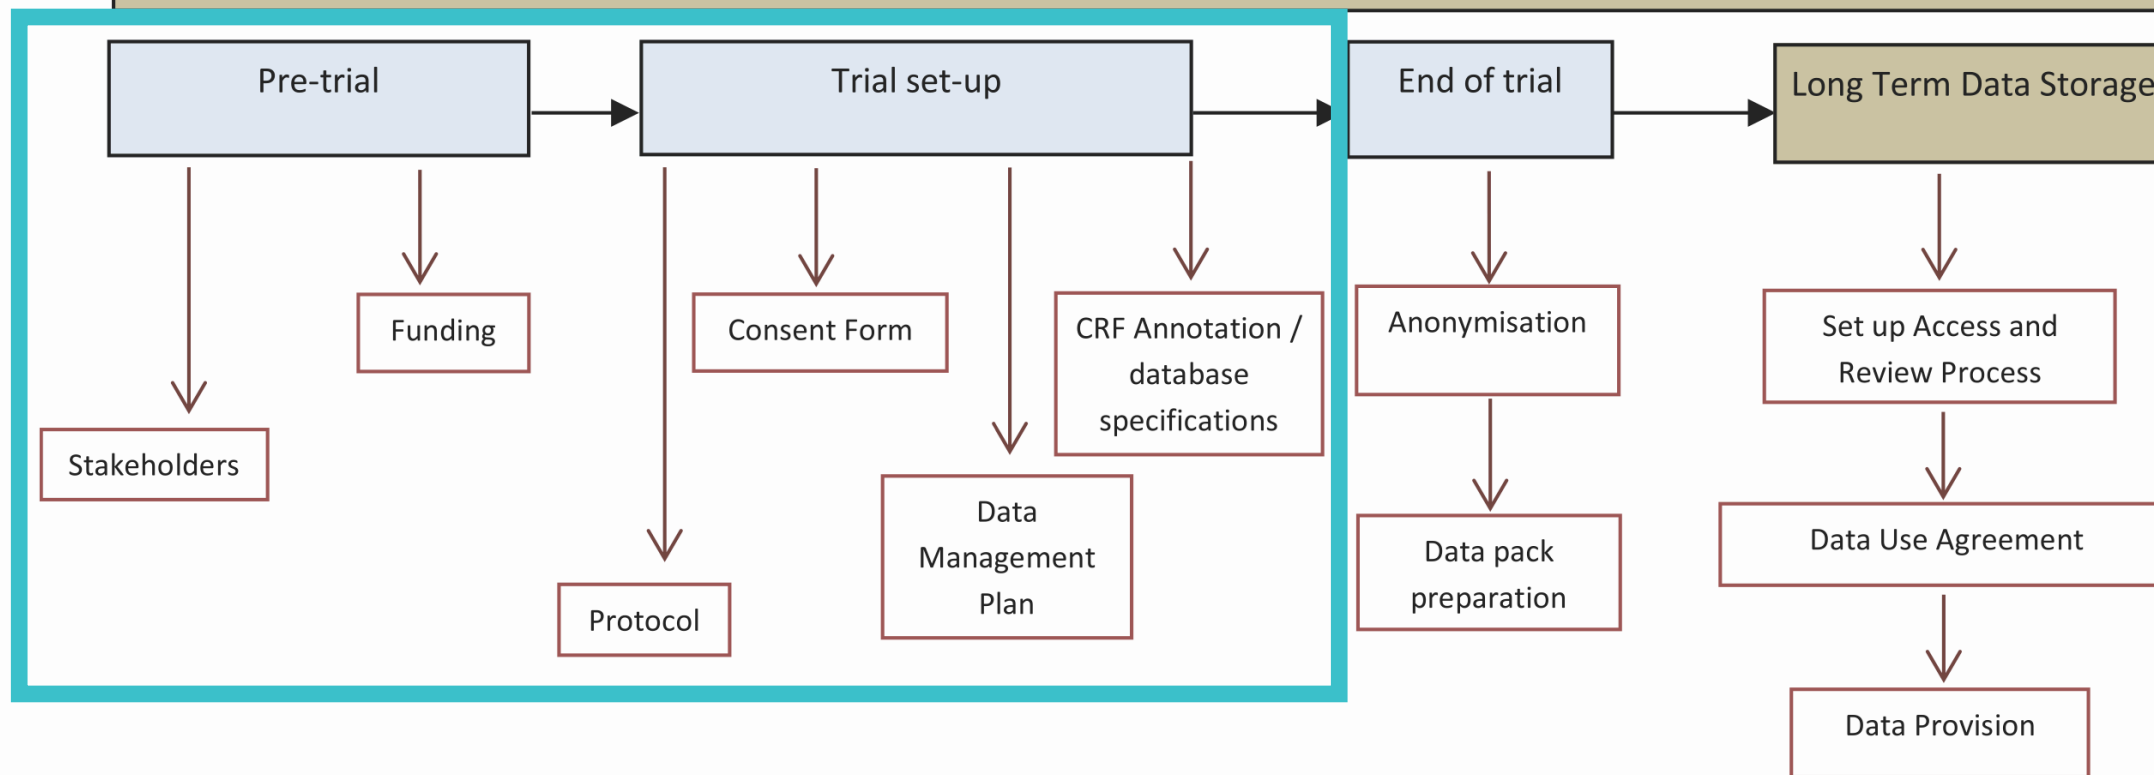 Pre-trial
Trial set-up
End of trial
Long Term Data Storage
Stakeholders
Funding
Protocol
Consent Form
Data
Management
Plan
CRF Annotation /
database
specifications
Anonymisation
Data pack
preparation
Set up Access and
Review Process
Data Use Agreement
Data Provision